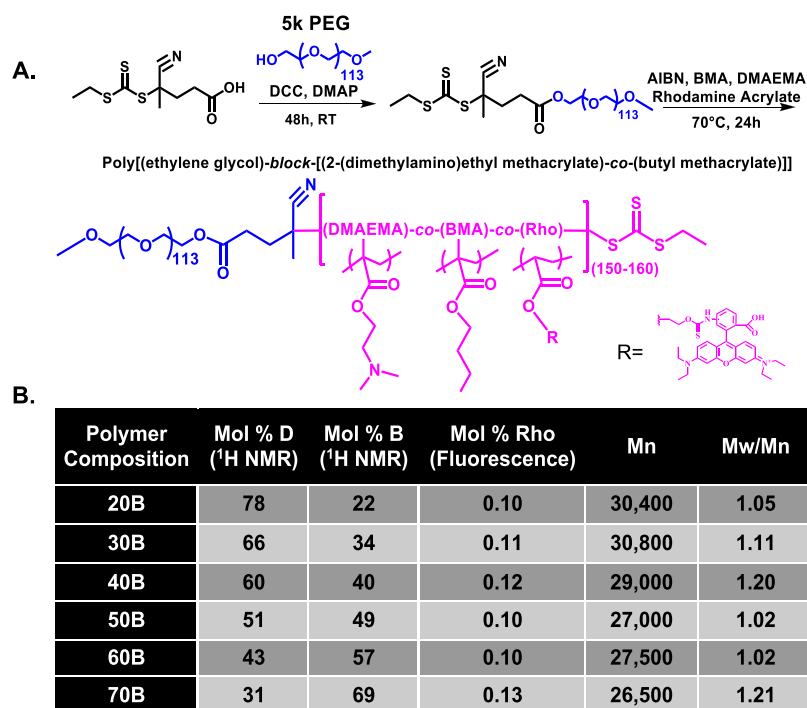 A.
5k PEG
HO
O
O
113
DCC, DMAP
48h, RT
S
S
S
N
OH
O
S
S
S
N
O
O
O
O
113
AIBN, BMA, DMAEMA
Rhodamine Acrylate
70°C, 24h
Poly[(ethylene glycol)-block-[(2-(dimethylamino)ethyl methacrylate)-co-(butyl methacrylate)]]
O
O
113
O
O
N
(DMAEMA)-co-(BMA)-co-(Rho)
(150-160)
S
S
S
O
O
N
O
O
O
O
R
R=
O
S
H
N
OH
O
N
O
N+
B.
Polymer Composition
Mol % D (1H NMR)
Mol % B (1H NMR)
Mol % Rho (Fluorescence)
Mn
Mw/Mn
20B 78 22 0.10 30,400 1.05
30B 66 34 0.11 30,800 1.11
40B 60 40 0.12 29,000 1.20
50B 51 49 0.10 27,000 1.02
60B 43 57 0.10 27,500 1.02
70B 31 69 0.13 26,500 1.21